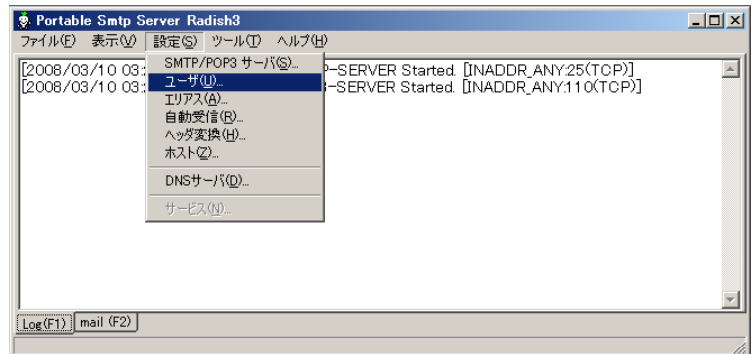 Portable Smtp Server Radish3
ファイル(F) 表示(V) 設定(S) ツール(T) ヘルプ(H)
[2008/03/10 03: P-SERVER Started. [INADDR_ANY:25(TCP)]
[2008/03/10 03: -SERVER Started. [INADDR_ANY:110(TCP)]
SMTP/POP3 サーバ(S)...
ユーザ(U)...
エリアス(A)...
自動受信(R)...
ヘッダ変換(H)...
ホスト(Z)...
DNSサーバ(D)...
サービス(N)...
Log(F1) mail (F2)